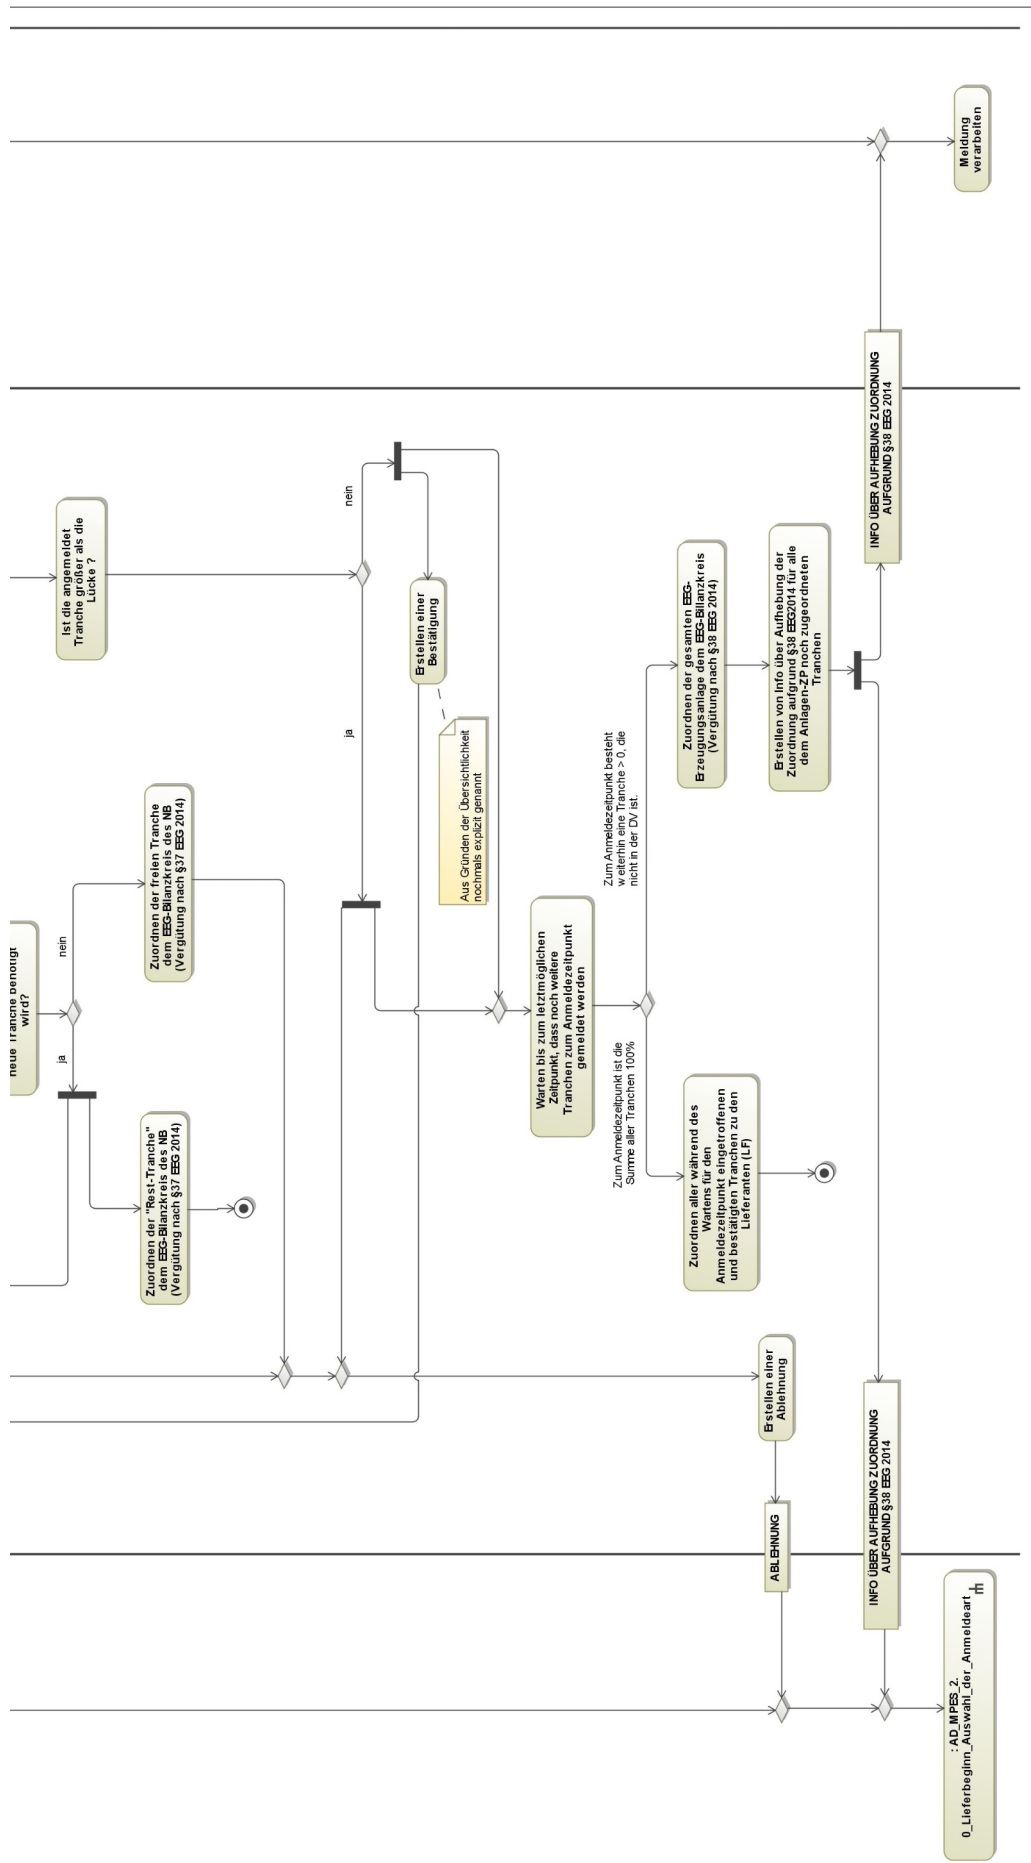 Meldung
verarbeiten
INFO ÜBER AUFHEBUNG ZUORDNUNG
AUFGRUND §38 EEG 2014
Ist die angemeldet
Tranche größer als die
Lücke ?
nein
ja
Erstellen einer
Bestätigung
Aus Gründen der Übersichtlichkeit
nochmals explizit genannt
Zuordnen der gesamten EEG-
Erzeugungsanlage dem EEG-Bilanzkreis
(Vergütung nach §38 EEG 2014)
Erstellen von Info über Aufhebung der
Zuordnung aufgrund §38 EEG2014 für alle
dem Anlagen-ZP noch zugeordneten
Tranchen
Zum Anmeldezeitpunkt besteht
weiterhin eine Tranche > 0, die
nicht in der DV ist.
neue Tranche benötigt
wird?
nein
ja
Zuordnen der freien Tranche
dem EEG-Bilanzkreis des NB
(Vergütung nach §37 EEG 2014)
Zuordnen der "Rest-Tranche"
dem EEG-Bilanzkreis des NB
(Vergütung nach §37 EEG 2014)
Warten bis zum letztmöglichen
Zeitpunkt, dass noch weitere
Tranchen zum Anmeldezeitpunkt
gemeldet werden
Zum Anmeldezeitpunkt ist die
Summe aller Tranchen 100%
Zuordnen aller während des
Wartens für den
Anmeldezeitpunkt eingetroffenen
und bestätigten Tranchen zu den
Lieferanten (LF)
Erstellen einer
Ablehnung
ABLEHNUNG
INFO ÜBER AUFHEBUNG ZUORDNUNG
AUFGRUND §38 EEG 2014
: AD_MPES_2.
0_Lieferbeginn_Auswahl_der_Anmeldeart